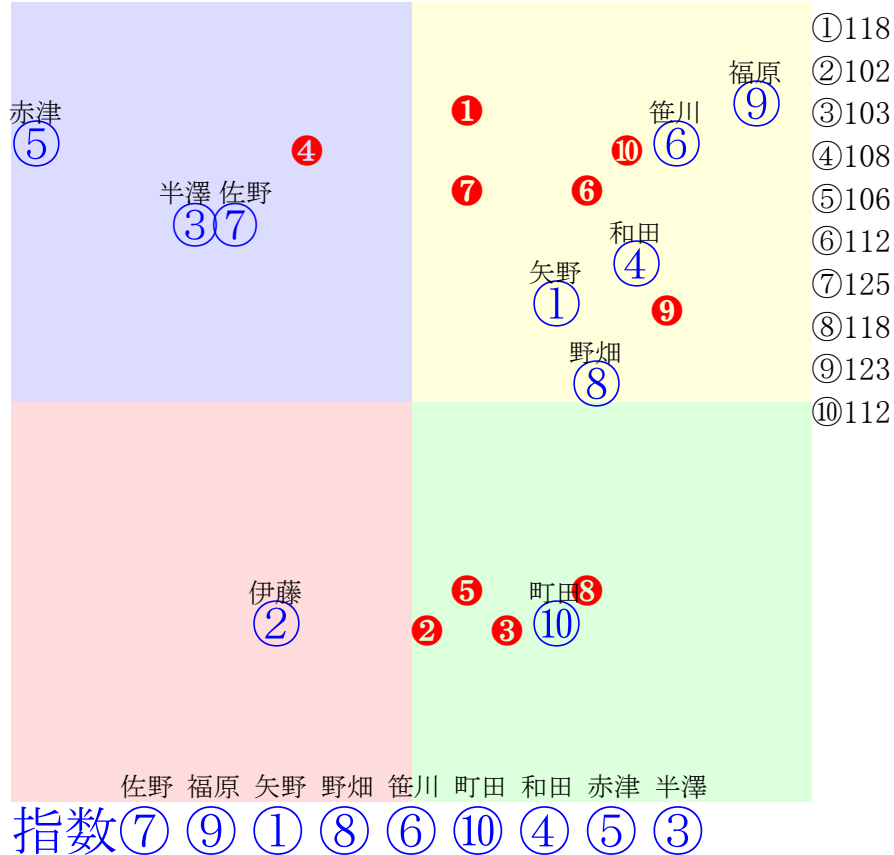 ①118
②102
③103
④108
⑤106
⑥112
⑦125
⑧118
⑨123
⑩112
福原
⑨
赤津
⑤
❶
笹川
⑥
❹
❿
半澤 佐野
③⑦
❼
❻
和田
④
矢野
①
❾
野畑
⑧
伊藤
②
❺
町田
⑩
❽
❷
❸
佐野 福原 矢野 野畑 笹川 町田 和田 赤津 半澤
指数⑦⑨①⑧⑥⑩④⑤③